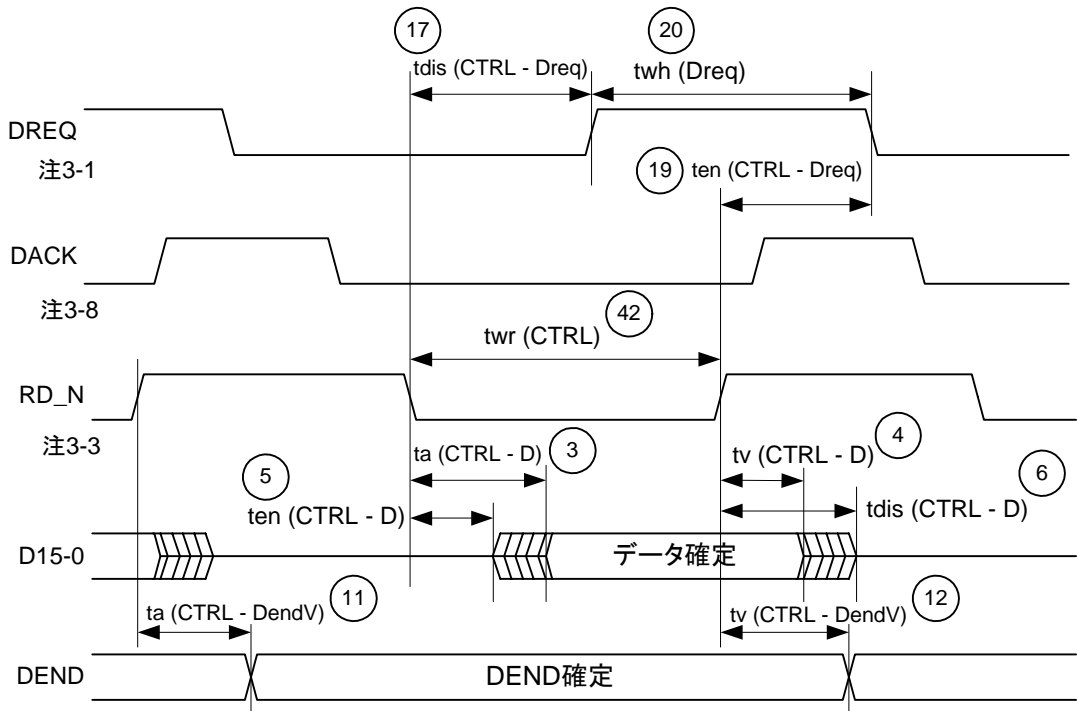 17
20
tdis (CTRL - Dreq)
twh (Dreq)
DREQ
注3-1
19
ten (CTRL - Dreq)
DACK
注3-8
42
twr (CTRL)
RD_N
注3-3
ta (CTRL - D)
3
tv (CTRL - D)
4
5
ten (CTRL - D)
tdis (CTRL - D)
6
D15-0
データ確定
ta (CTRL - DendV)
11
tv (CTRL - DendV)
12
DEND
DEND確定